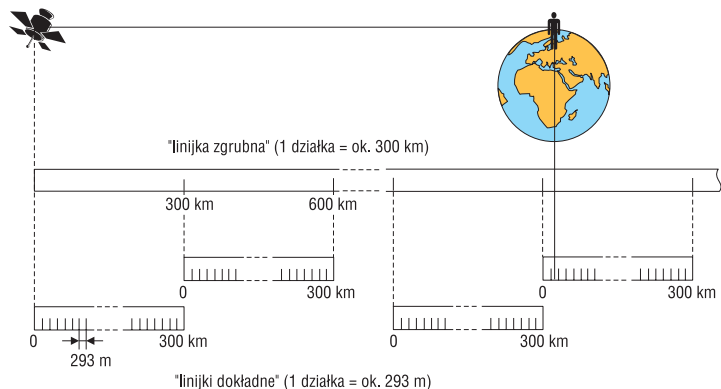 "linijka zgrubna" (1 działka = ok. 300 km)
300 km
600 km
0
300 km
0
300 km
0
300 km
0
300 km
293 m
"linijki dokładne" (1 działka = ok. 293 m)